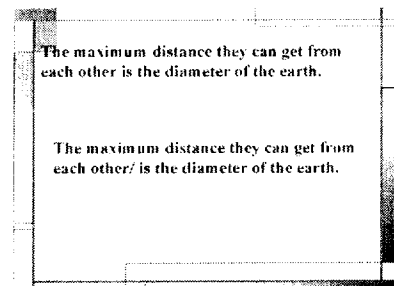 The maximum distance they can get from
each other is the diameter of the earth.
The maximum distance they can get from
each other/ is the diameter of the earth.